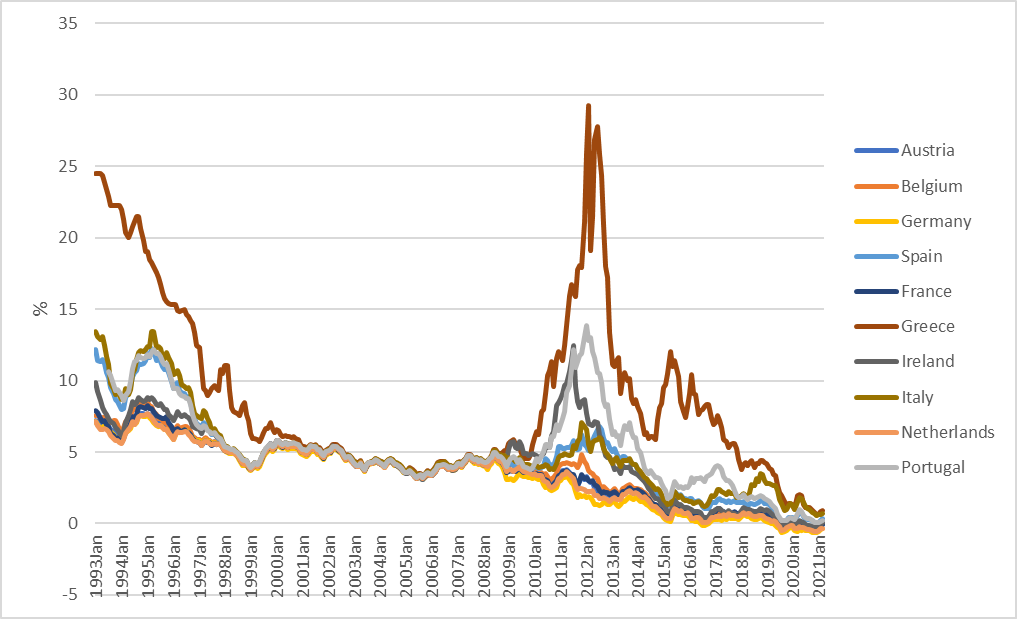 35
30
25
20
15
10
5
0
-5
%
1993Jan
1994Jan
1995Jan
1996Jan
1997Jan
1998Jan
1999Jan
2000Jan
2001Jan
2002Jan
2003Jan
2004Jan
2005Jan
2006Jan
2007Jan
2008Jan
2009Jan
2010Jan
2011Jan
2012Jan
2013Jan
2014Jan
2015Jan
2016Jan
2017Jan
2018Jan
2019Jan
2020Jan
2021Jan
Austria
Belgium
Germany
Spain
France
Greece
Ireland
Italy
Netherlands
Portugal